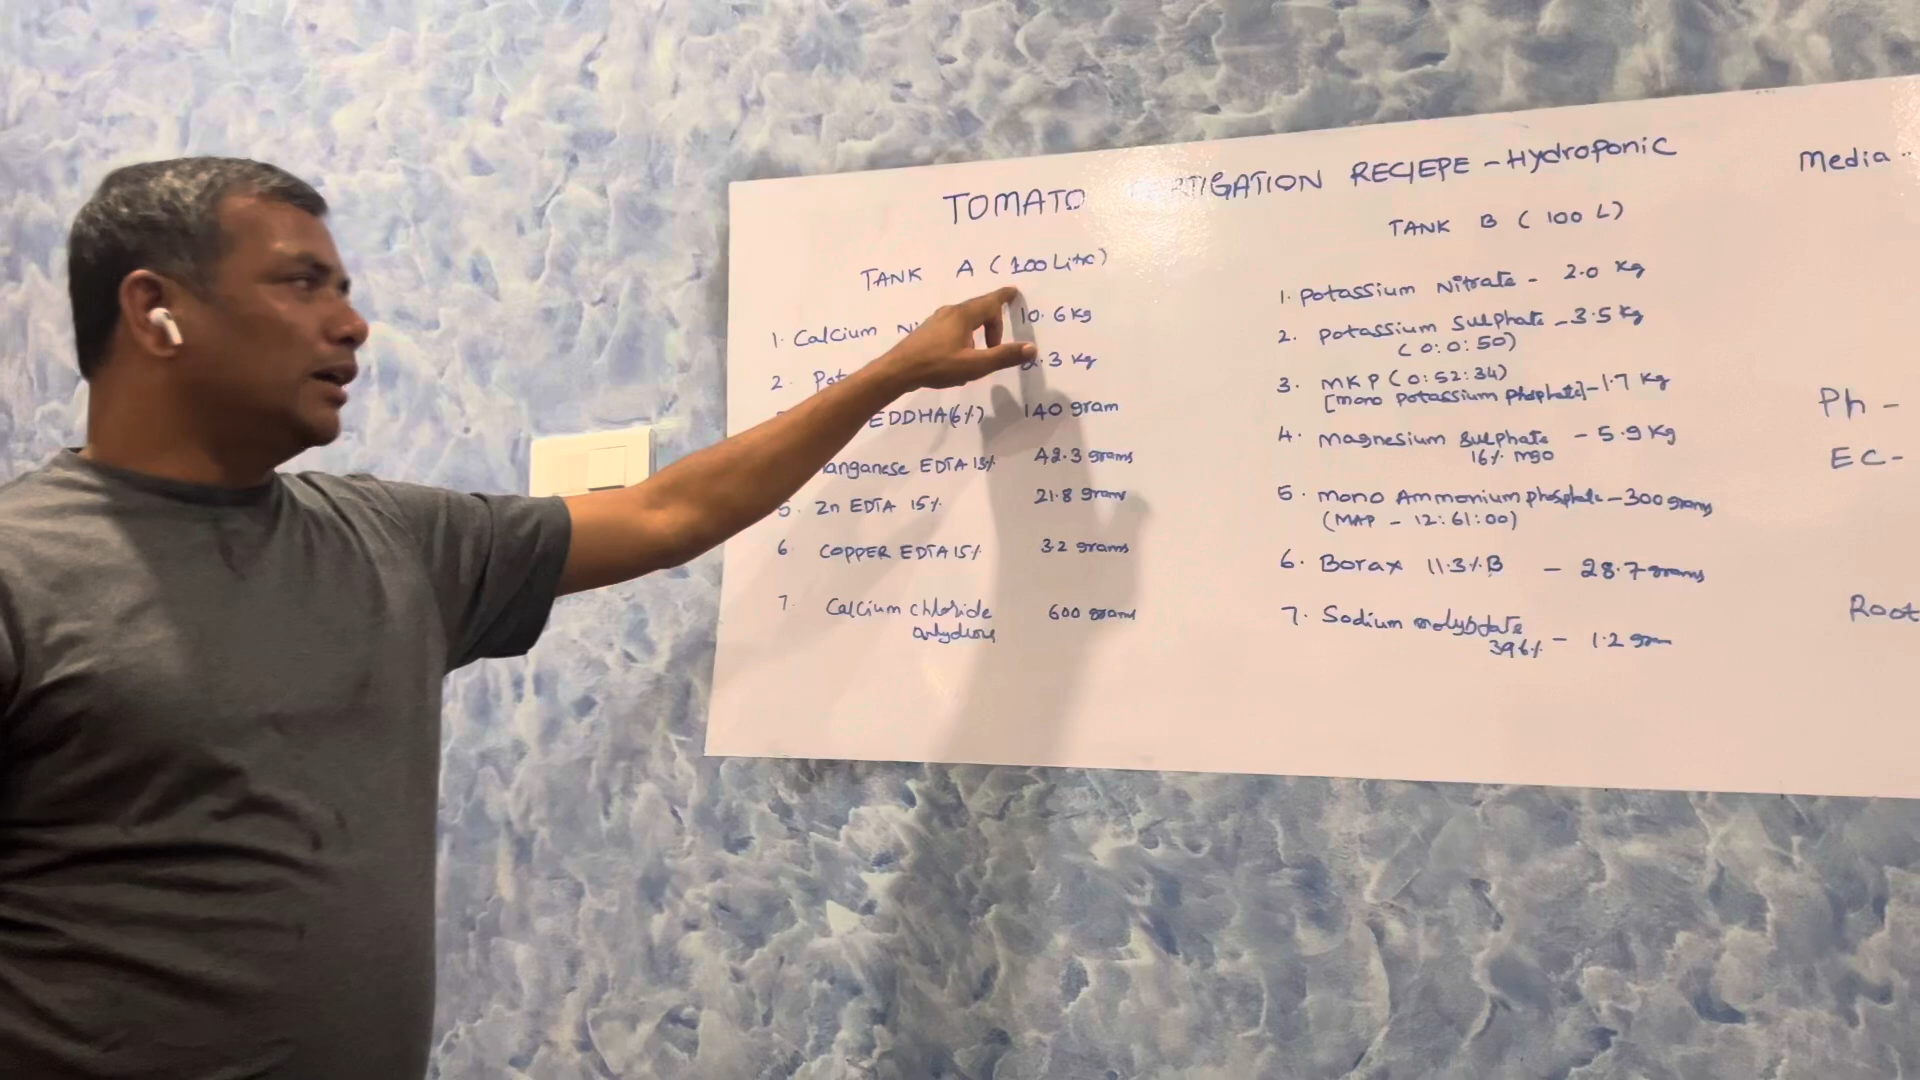 TOMATO RTIGATION RECIEPE - Hydroponic
TANK A (100 Litre)
1. Calcium Ni 10.6 Kg
2. Pot .3 Kg
EDDHA(6%) 140 gram
anganese EDTA 13% 42.3 grams
5. Zn EDTA 15% 21.8 grams
6 COPPER EDTA 15% 3.2 grams
7. Calcium chloride 600 grams
anhydrous
TANK B (100 L)
1. Potassium Nitrate - 2.0 Kg
2. Potassium Sulphate - 3.5 Kg
(0:0:50)
3. MKP (0:52:34)
[mono potassium phosphate] - 1.7 Kg
4. Magnesium Sulphate - 5.9 Kg
16% MgO
5. Mono Ammonium phosphate - 300 grams
(MAP - 12:61:00)
6. Borax 11.3% B - 28.7 grams
7. Sodium molybdate
396% - 1.2 gram
Media -
Ph -
EC -
Root